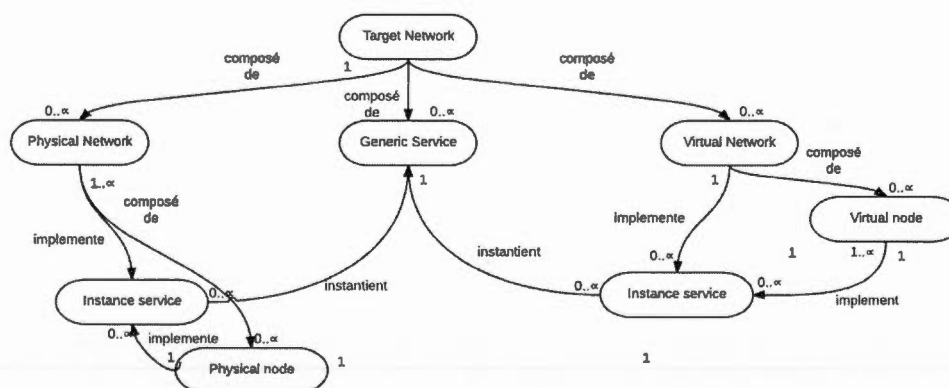 Target Network
composé
de
1
composé
de
composé
de
0..∝
0..∝
0..∝
Physical Network
Generic Service
Virtual Network
1..∝
composé
de
1
1
composé
de
0..∝
Virtual node
implemente
implemente
instantient
instantient
0..∝
1
1..∝
1
Instance service
0..∝
0..∝
Instance service
0..∝
implement
0..∝
implemente
0..∝
1
Physical node
1
1